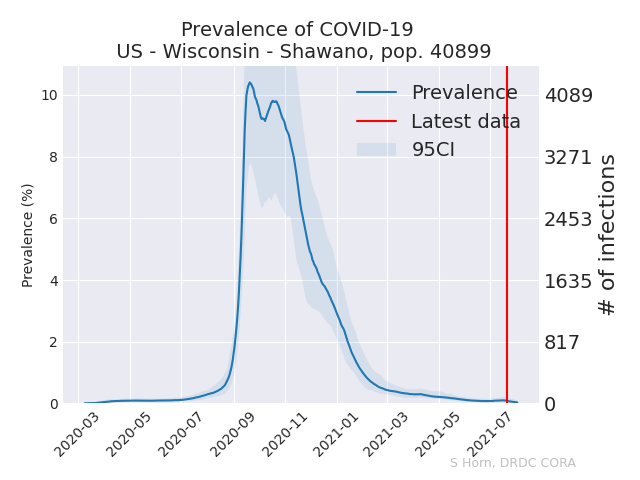 Prevalence of COVID-19
US - Wisconsin - Shawano, pop. 40899
Prevalence
Latest data
95CI
Prevalence (%)
10
8
6
4
2
0
4089
3271
2453
1635
817
0
# of infections
2020-03
2020-05
2020-07
2020-09
2020-11
2021-01
2021-03
2021-05
2021-07
S Horn, DRDC CORA